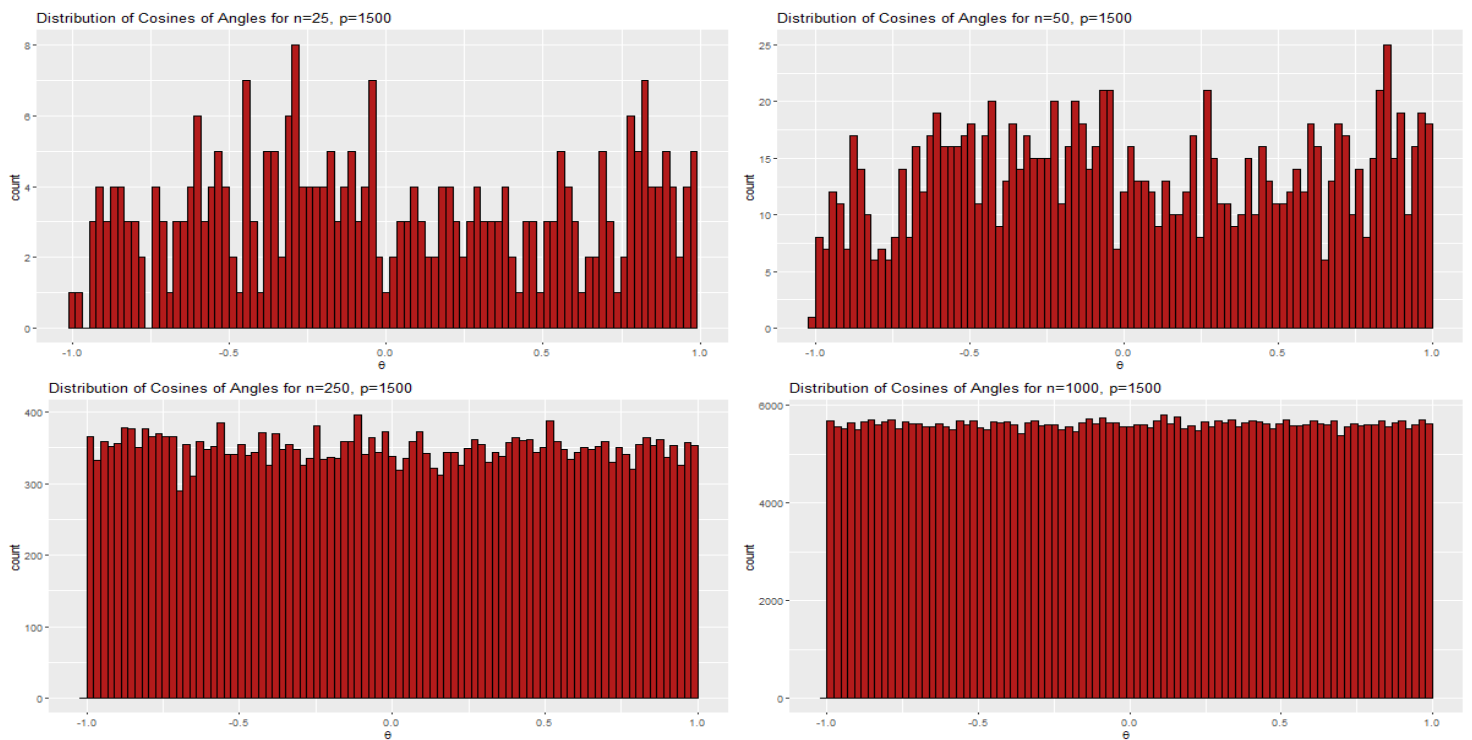 Distribution of Cosines of Angles for n=25, p=1500
8
6
4
2
0
count
-1.0 -0.5 0.0 0.5 1.0
θ
Distribution of Cosines of Angles for n=50, p=1500
25
20
15
10
5
0
count
-1.0 -0.5 0.0 0.5 1.0
θ
Distribution of Cosines of Angles for n=250, p=1500
400
300
200
100
0
count
-1.0 -0.5 0.0 0.5 1.0
θ
Distribution of Cosines of Angles for n=1000, p=1500
6000
4000
2000
0
count
-1.0 -0.5 0.0 0.5 1.0
θ